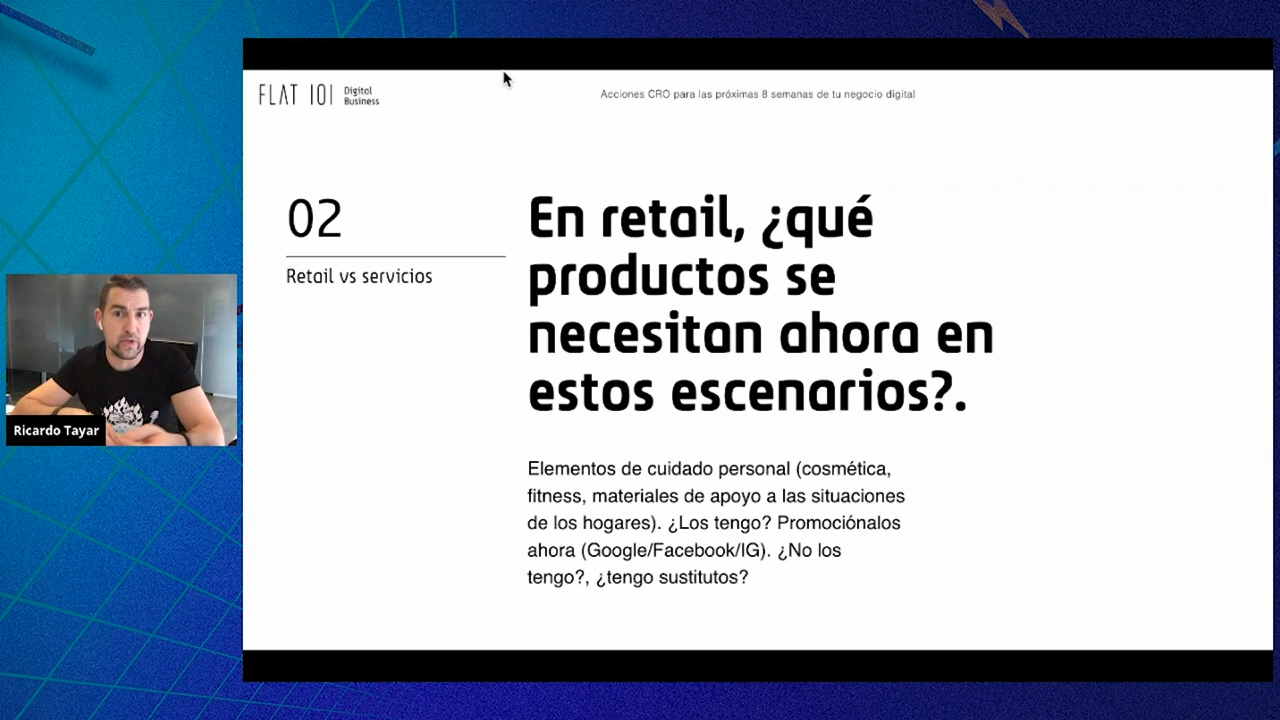 FLAT 101 Digital Business
Acciones CRO para las próximas 8 semanas de tu negocio digital
02
Retail vs servicios
En retail, ¿qué
productos se
necesitan ahora en
estos escenarios?.
Elementos de cuidado personal (cosmética,
fitness, materiales de apoyo a las situaciones
de los hogares). ¿Los tengo? Promociónalos
ahora (Google/Facebook/IG). ¿No los
tengo?, ¿tengo sustitutos?
Ricardo Tayar